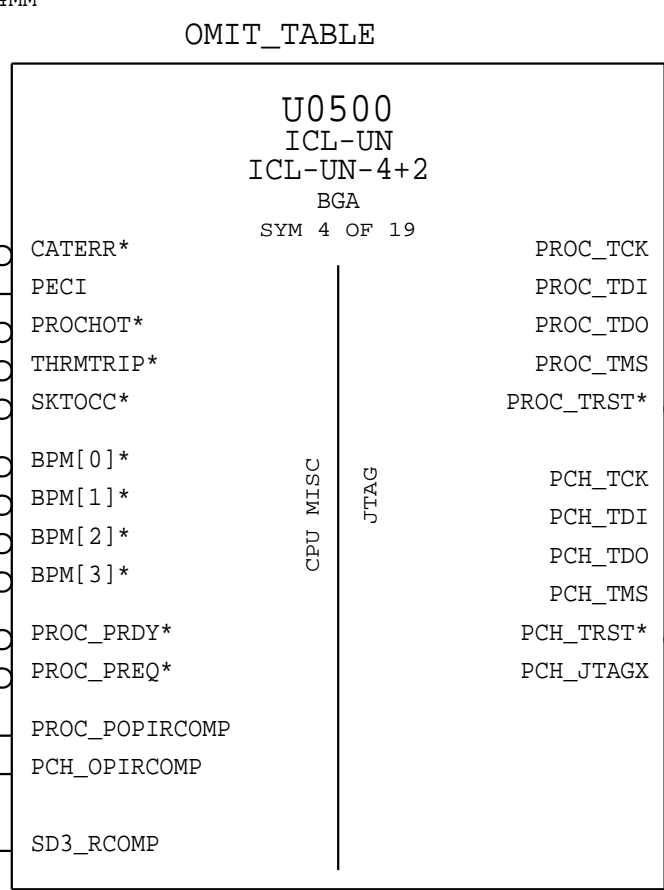 4MM
OMIT_TABLE
U0500
ICL-UN
ICL-UN-4+2
BGA
SYM 4 OF 19
CATERR*
PECI
PROCHOT*
THRMTRIP*
SKTOCC*
BPM[0]*
BPM[1]*
BPM[2]*
BPM[3]*
PROC_PRDY*
PROC_PREQ*
PROC_POPIRCOMP
PCH_OPIRCOMP
SD3_RCOMP
CPU MISC
JTAG
PROC_TCK
PROC_TDI
PROC_TDO
PROC_TMS
PROC_TRST*
PCH_TCK
PCH_TDI
PCH_TDO
PCH_TMS
PCH_TRST*
PCH_JTAGX